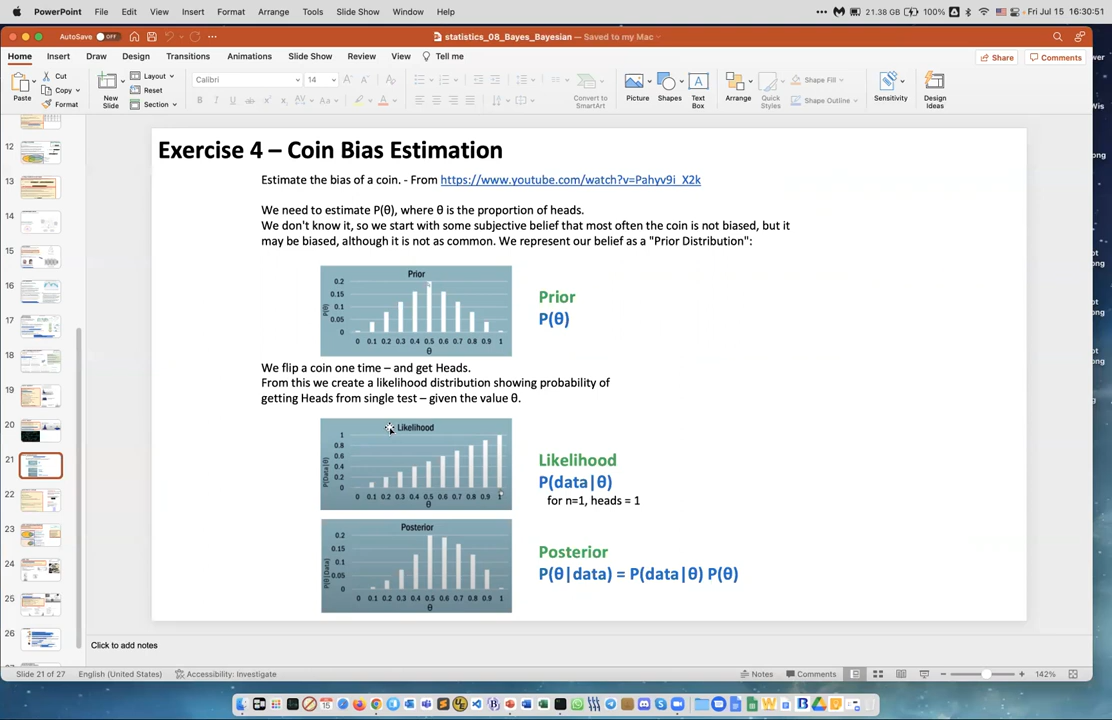 PowerPoint File Edit View Insert Format Arrange Tools Slide Show Window Help
21.38 GB 100% Fri Jul 15 16:30:51
AutoSave OFF
statistics_08_Bayes_Bayesian — Saved to my Mac
Home Insert Draw Design Transitions Animations Slide Show Review View Tell me
Share Comments
Paste
Cut
Copy
Format
New Slide
Layout
Reset
Section
Calibri 14
Convert to SmartArt
Picture
Shapes
Text Box
Arrange
Quick Styles
Shape Fill
Shape Outline
Sensitivity
Design Ideas
12
13
14
15
16
17
18
19
20
21
22
23
24
25
26
Exercise 4 – Coin Bias Estimation
Estimate the bias of a coin. - From https://www.youtube.com/watch?v=Pahyv9i_X2k
We need to estimate P(θ), where θ is the proportion of heads.
We don't know it, so we start with some subjective belief that most often the coin is not biased, but it
may be biased, although it is not as common. We represent our belief as a "Prior Distribution":
Prior
P(θ)
0.2
0.15
0.1
0.05
0
0 0.1 0.2 0.3 0.4 0.5 0.6 0.7 0.8 0.9 1
θ
Prior
P(θ)
We flip a coin one time – and get Heads.
From this we create a likelihood distribution showing probability of
getting Heads from single test – given the value θ.
Likelihood
P(Data|θ)
1
0.8
0.6
0.4
0.2
0
0 0.1 0.2 0.3 0.4 0.5 0.6 0.7 0.8 0.9 1
θ
Likelihood
P(data|θ)
for n=1, heads = 1
Posterior
P(θ|Data)
0.2
0.15
0.1
0.05
0
0 0.1 0.2 0.3 0.4 0.5 0.6 0.7 0.8 0.9 1
θ
Posterior
P(θ|data) = P(data|θ) P(θ)
Click to add notes
Slide 21 of 27 English (United States) Accessibility: Investigate
Notes Comments 142%